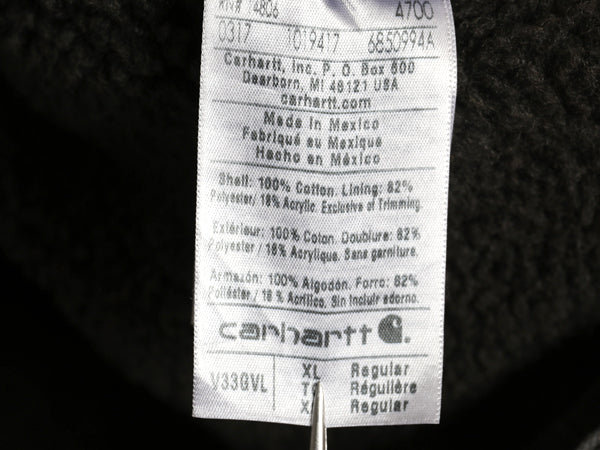 RN# 14806 4700
0317 1019417 6850994A
Carhartt, Inc. P. O. Box 600
Dearborn, MI 48121 USA
carhartt.com
Made in Mexico
Fabriqué au Mexique
Hecho en México
Shell: 100% Cotton. Lining: 82%
Polyester / 18% Acrylic. Exclusive of Trimming.
Extérieur: 100% Coton. Doublure: 82%
Polyester / 18% Acrylique. Sans garniture.
Armazón: 100% Algodón. Forro: 82%
Poliéster / 18 % Acrílico. Sin incluir adorno.
carhartt
V33GVL XL Regular
Régulière
Regular